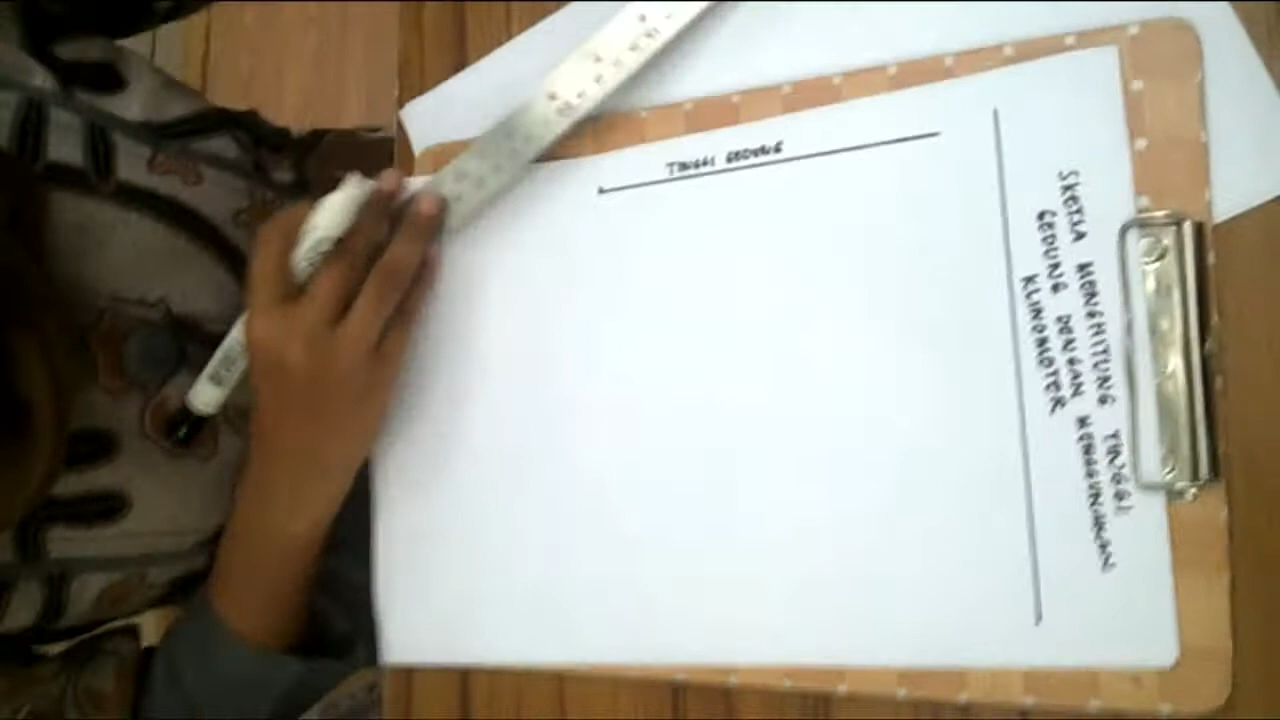 SKETSA MENGHITUNG TINGGI
GEDUNG DENGAN MENGGUNAKAN
KLINOMETER
TINGGI GEDUNG